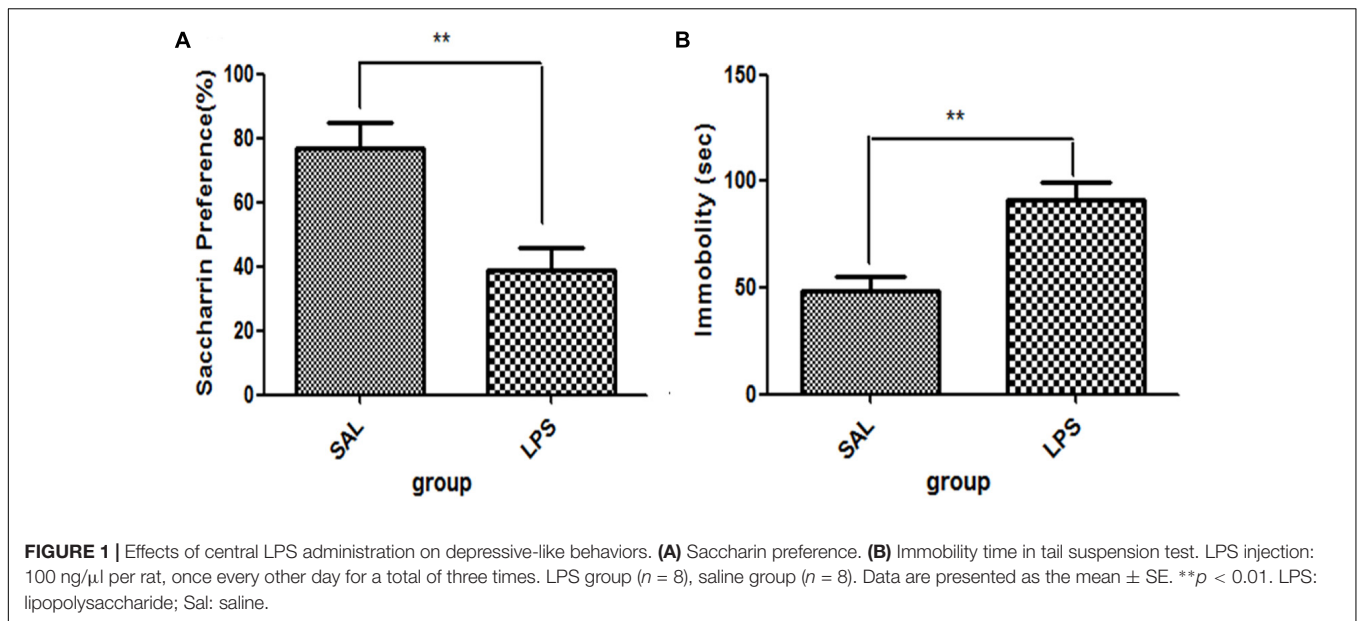 A
**
Saccharrin Preference(%)
100
80
60
40
20
0
SAL
LPS
group
B
**
Immobolity (sec)
150
100
50
0
SAL
LPS
group
FIGURE 1 | Effects of central LPS administration on depressive-like behaviors. (A) Saccharin preference. (B) Immobility time in tail suspension test. LPS injection:
100 ng/μl per rat, once every other day for a total of three times. LPS group (n = 8), saline group (n = 8). Data are presented as the mean ± SE. **p < 0.01. LPS:
lipopolysaccharide; Sal: saline.